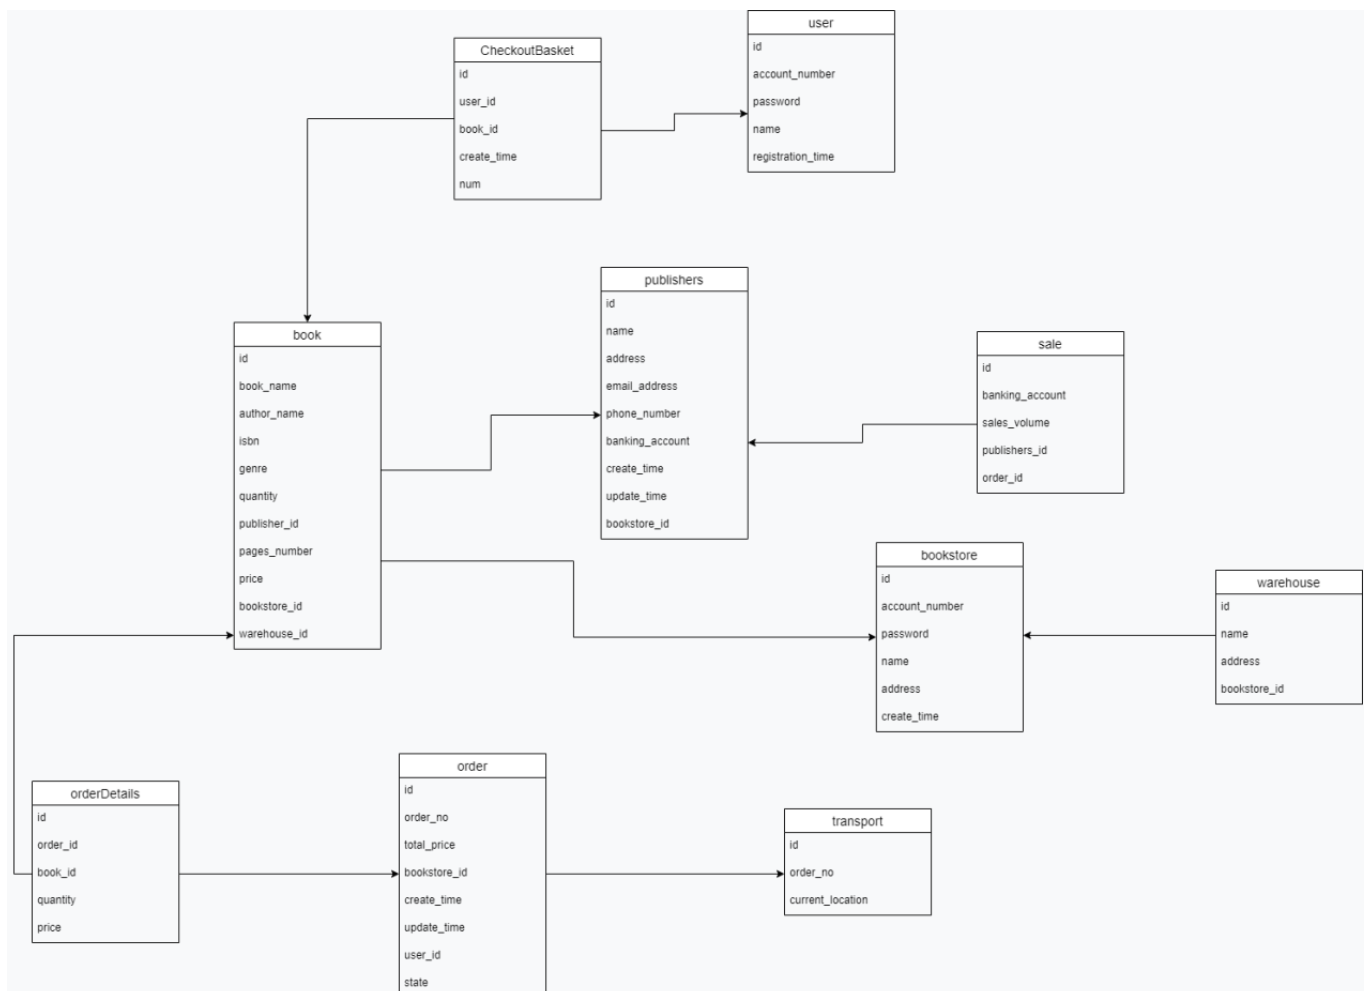 user
id
account_number
password
name
registration_time
CheckoutBasket
id
user_id
book_id
create_time
num
publishers
id
name
address
email_address
phone_number
banking_account
create_time
update_time
bookstore_id
book
id
book_name
author_name
isbn
genre
quantity
publisher_id
pages_number
price
bookstore_id
warehouse_id
sale
id
banking_account
sales_volume
publishers_id
order_id
bookstore
id
account_number
password
name
address
create_time
warehouse
id
name
address
bookstore_id
orderDetails
id
order_id
book_id
quantity
price
order
id
order_no
total_price
bookstore_id
create_time
update_time
user_id
state
transport
id
order_no
current_location